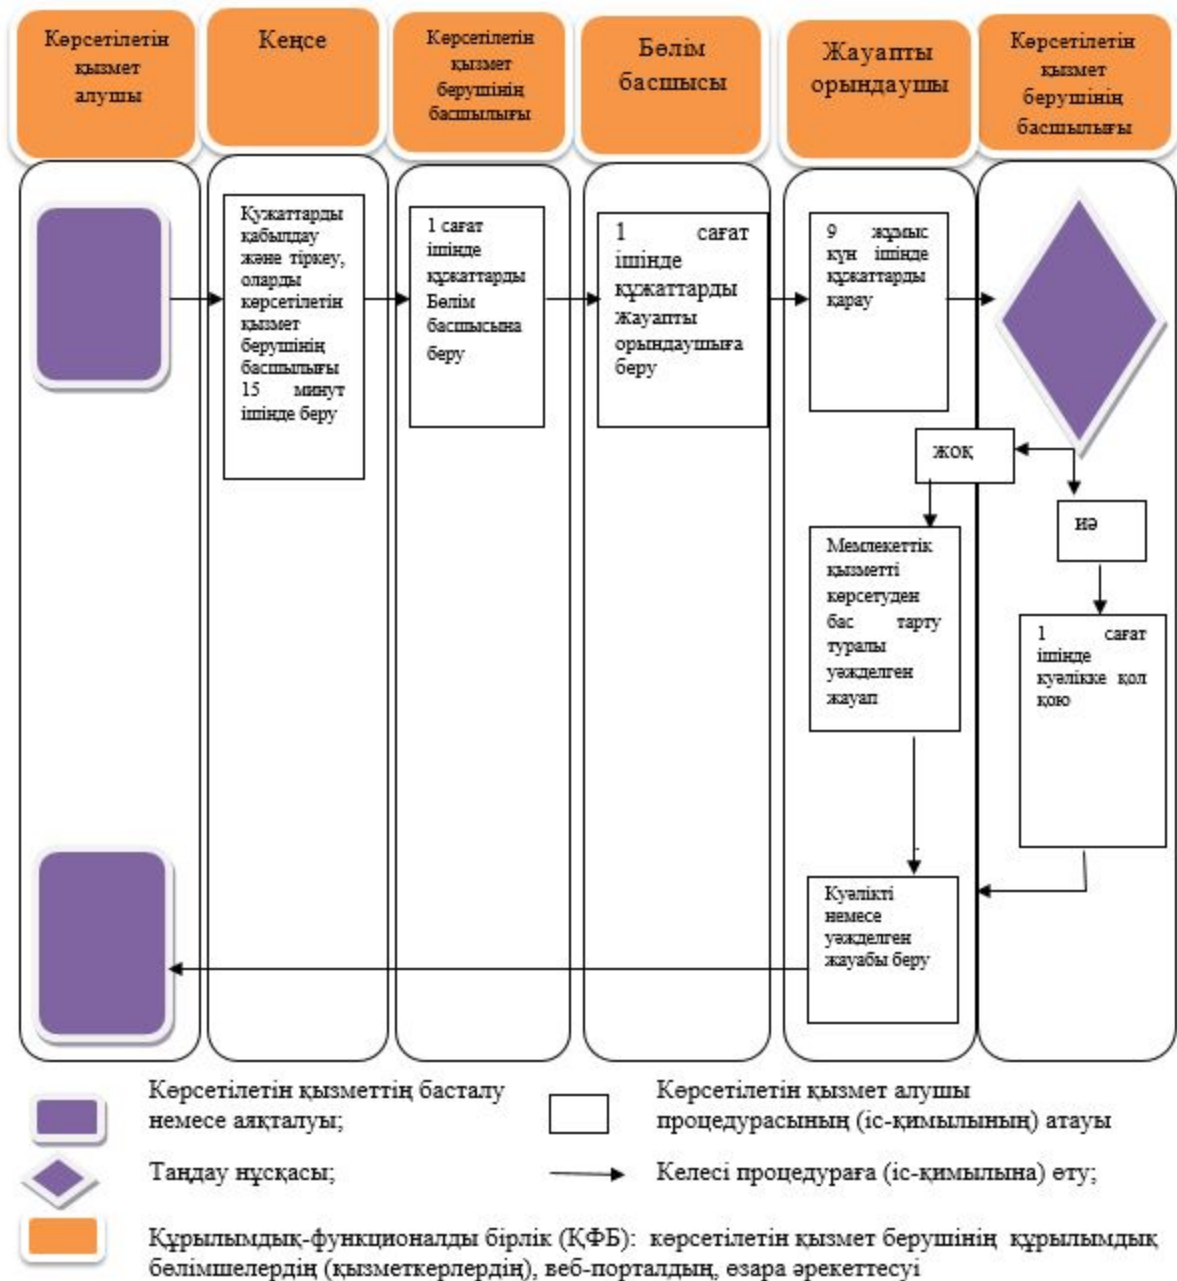 Көрсетілетін
қызмет
алушы
Кеңсе
Көрсетілетін
қызмет
берушінің
басшылығы
Бөлім
басшысы
Жауапты
орындаушы
Көрсетілетін
қызмет
берушінің
басшылығы
Құжаттарды
қабылдау
және тіркеу,
оларды
көрсетілетін
қызмет
берушінің
басшылығы
15 минут
ішінде беру
1 сағат
ішінде
құжаттарды
Бөлім
басшысына
беру
1 сағат
ішінде
құжаттарды
жауапты
орындаушыға
беру
9 жұмыс
күн ішінде
құжаттарды
қарау
жоқ
иә
Мемлекеттік
қызметті
көрсетуден
бас тарту
туралы
уәжделген
жауап
1 сағат
ішінде
куәлікке қол
қою
Куәлікті
немесе
уәжделген
жауабы беру
Көрсетілетін қызметтің басталу
немесе аяқталуы;
Көрсетілетін қызмет алушы
процедурасының (іс-қимылының) атауы
Таңдау нұсқасы;
Келесі процедураға (іс-қимылына) өту;
Құрылымдық-функционалды бірлік (ҚФБ): көрсетілетін қызмет берушінің құрылымдық
бөлімшелердің (қызметкерлердің), веб-порталдың, өзара әрекеттесуі